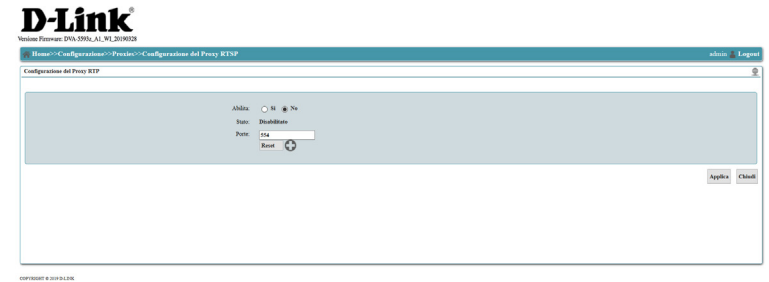 D-Link®
Versione Firmware: DVA-5593z_A1_WI_20190328
Home>>Configurazione>>Proxies>>Configurazione del Proxy RTSP admin Logout
Configurazione del Proxy RTP
Abilita: Sì No
Stato: Disabilitato
Porte: 554
Reset
Applica Chiudi
COPYRIGHT © 2019 D-LINK